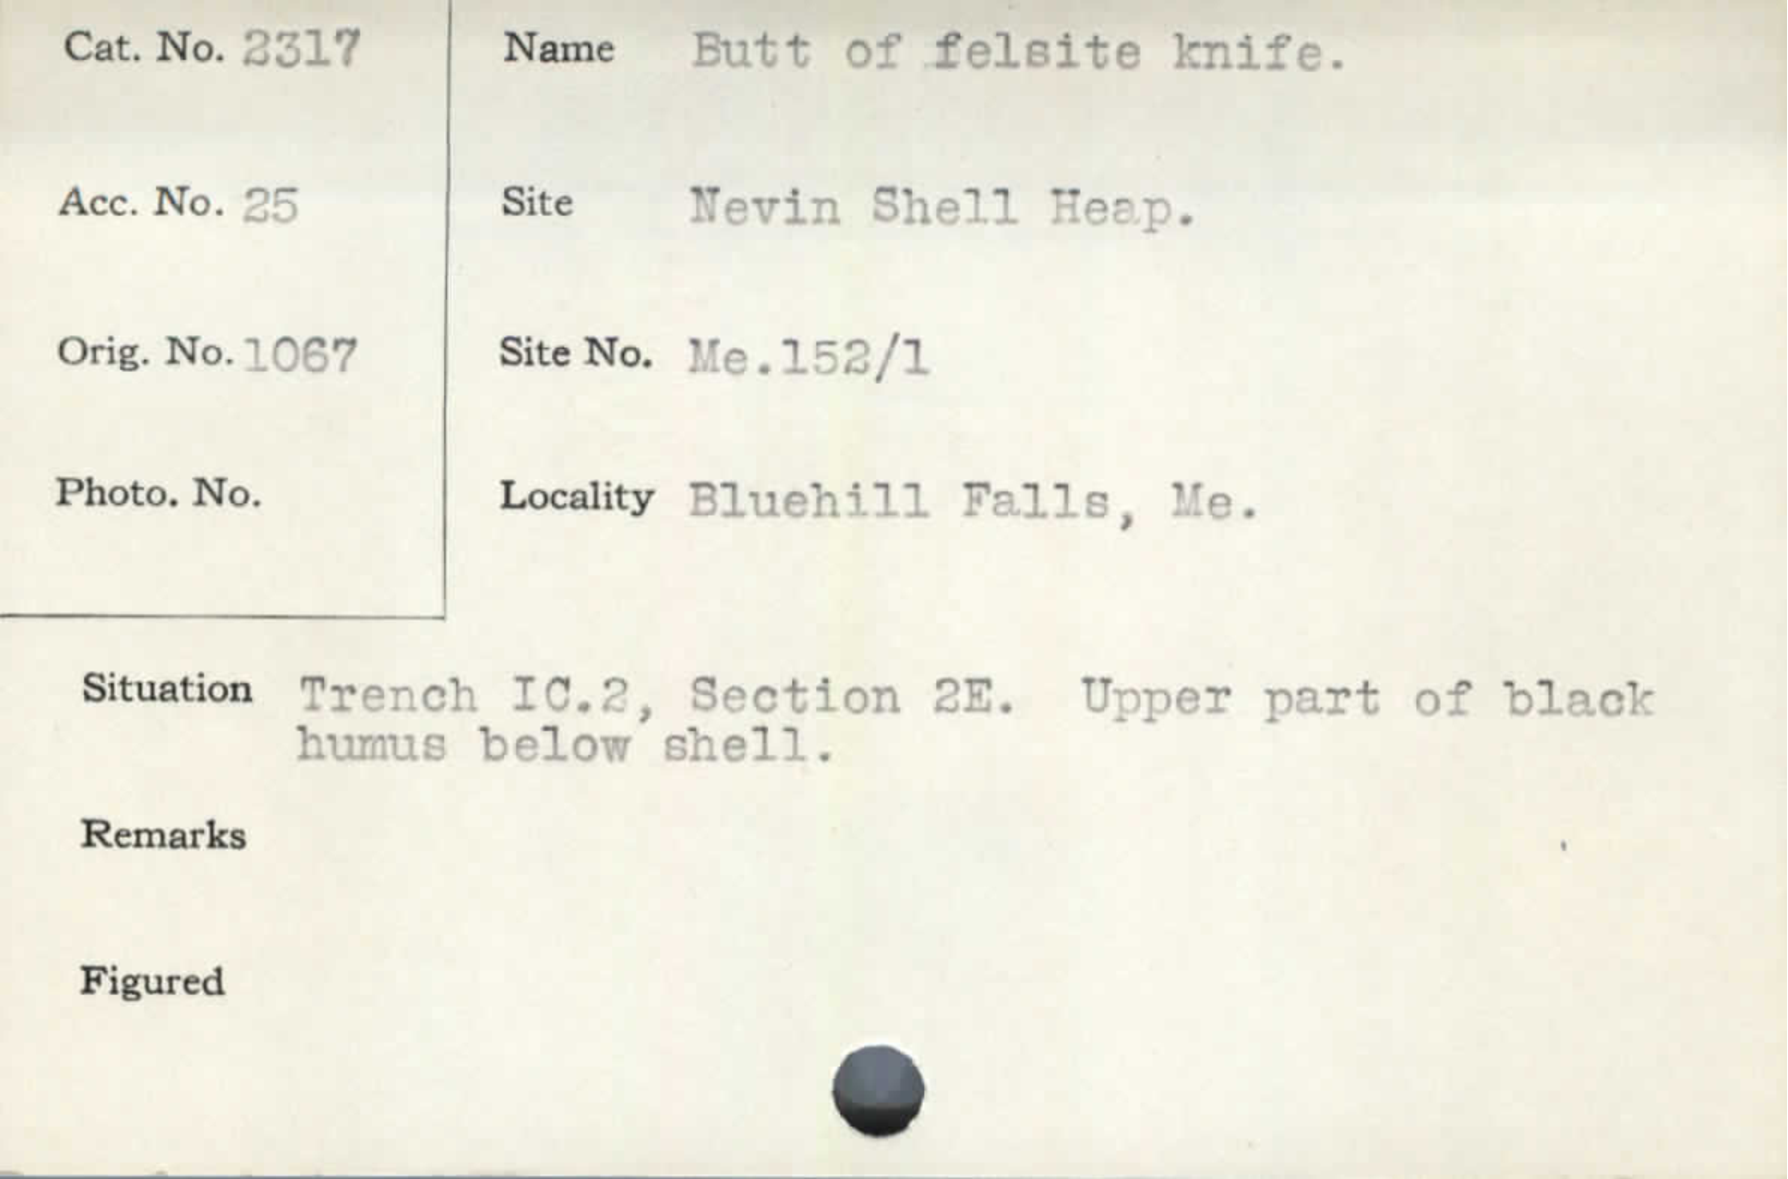 Cat. No. 2317
Name Butt of felsite knife.
Acc. No. 25
Site Nevin Shell Heap.
Orig. No. 1067
Site No. Me.152/1
Photo. No.
Locality Bluehill Falls, Me.
Situation Trench IC.2, Section 2E. Upper part of black
humus below shell.
Remarks
Figured